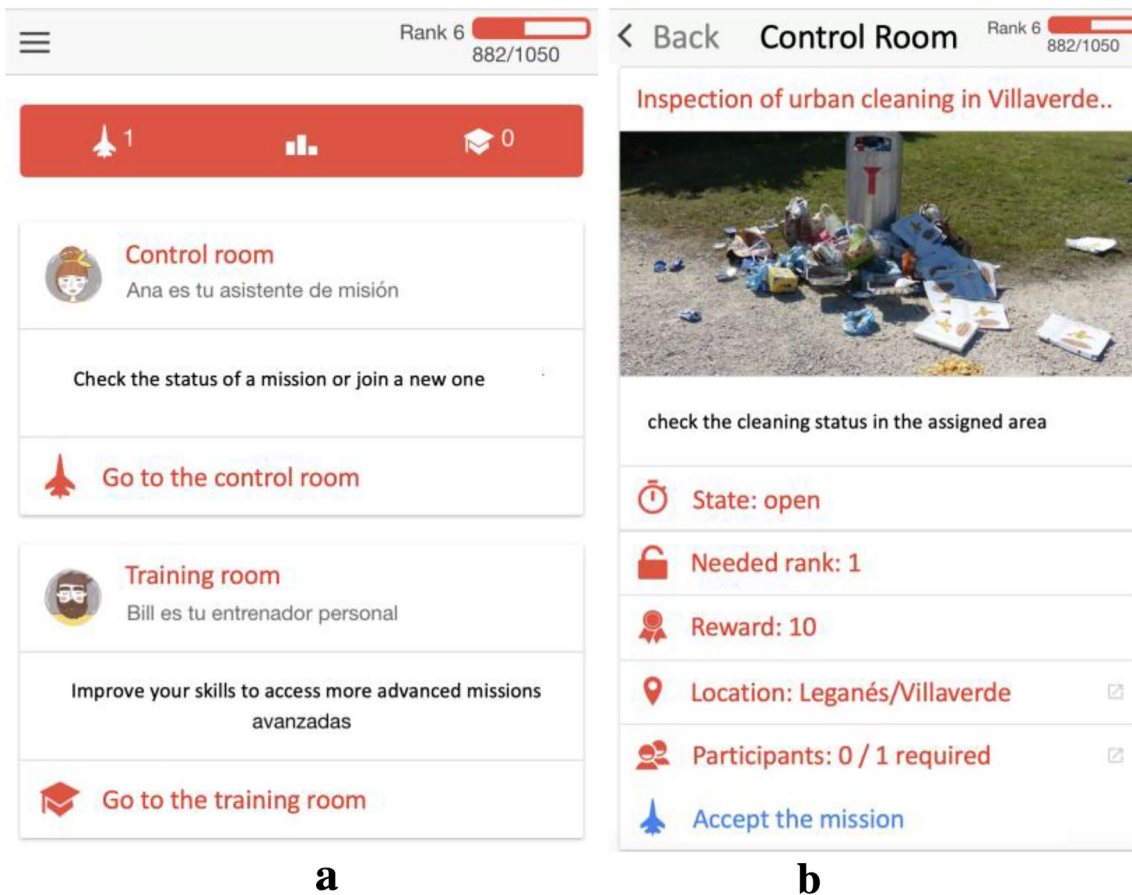 Rank 6
882/1050
1
0
Control room
Ana es tu asistente de misión
Check the status of a mission or join a new one
Go to the control room
Training room
Bill es tu entrenador personal
Improve your skills to access more advanced missions
avanzadas
Go to the training room
a
Back Control Room Rank 6
882/1050
Inspection of urban cleaning in Villaverde..
check the cleaning status in the assigned area
State: open
Needed rank: 1
Reward: 10
Location: Leganés/Villaverde
Participants: 0 / 1 required
Accept the mission
b